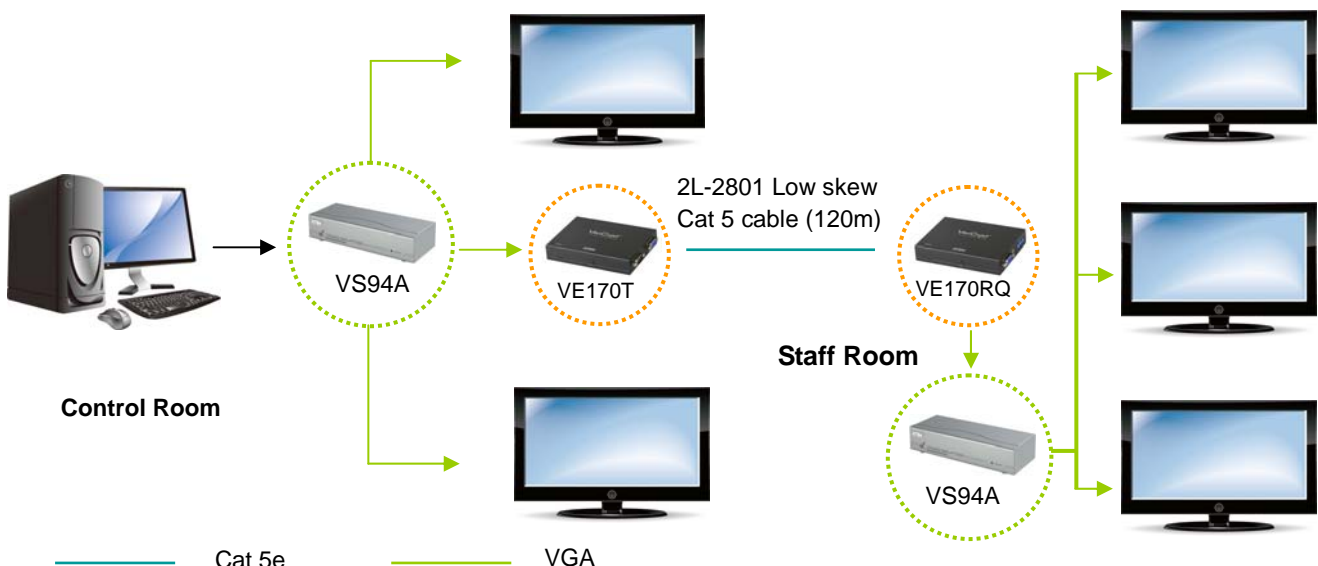 2L-2801 Low skew
Cat 5 cable (120m)
VS94A
VE170T
VE170RQ
Staff Room
Control Room
VS94A
Cat 5e
VGA